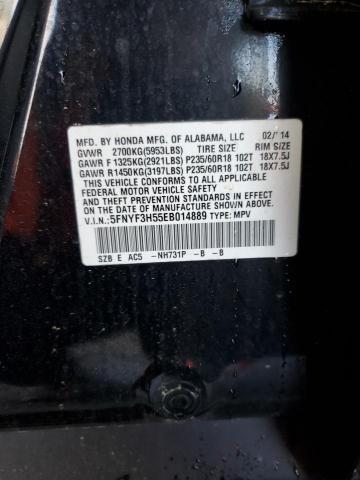 MFD. BY HONDA MFG. OF ALABAMA, LLC 02/'14
GVWR 2700KG(5953LBS) TIRE SIZE RIM SIZE
GAWR F 1325KG(2921LBS) P235/60R18 102T 18X7.5J
GAWR R1450KG(3197LBS) P235/60R18 102T 18X7.5J
THIS VEHICLE CONFORMS TO ALL APPLICABLE
FEDERAL MOTOR VEHICLE SAFETY, BUMPER,
AND THEFT PREVENTION STANDARDS IN EFFECT
ON THE DATE OF MANUFACTURE SHOWN ABOVE.
V.I.N.: 5FNYF3H55EB014889 TYPE: MPV
SZB E AC5 -NH731P -B -B